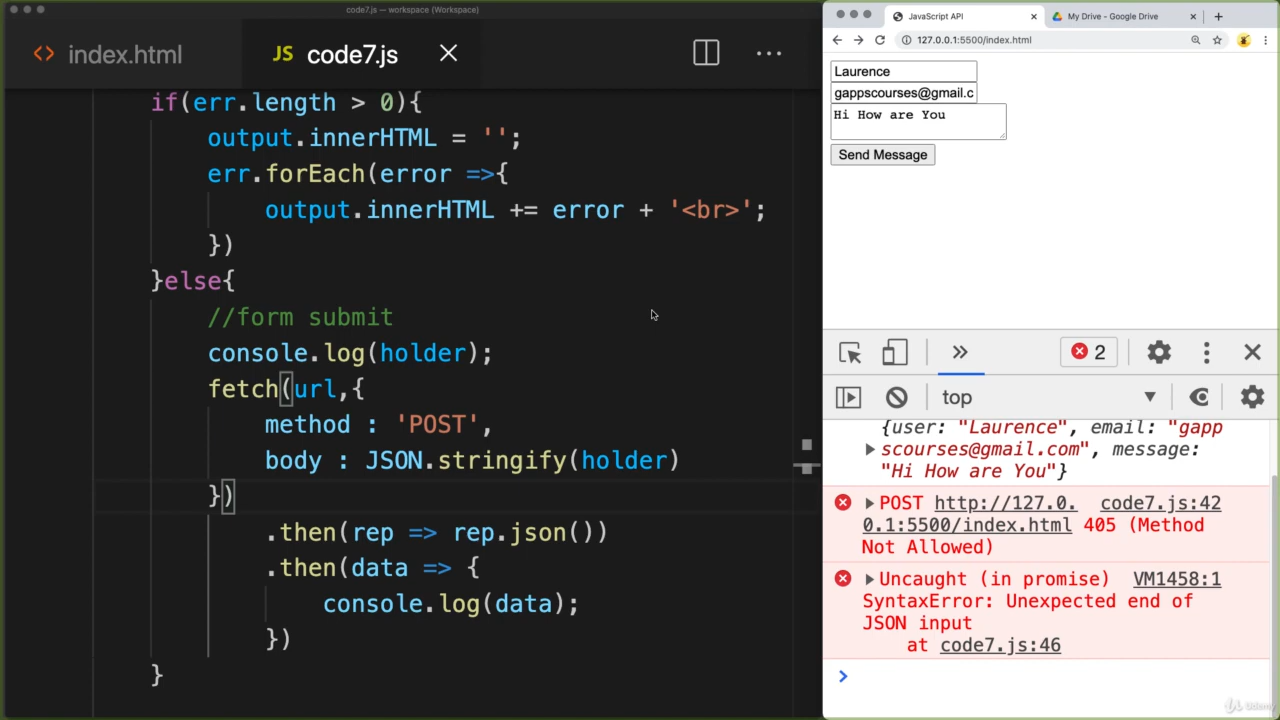 code7.js — workspace (Workspace)
<> index.html
JS code7.js
if(err.length > 0){
output.innerHTML = '';
err.forEach(error =>{
output.innerHTML += error + '<br>';
})
}else{
//form submit
console.log(holder);
fetch(url,{
method : 'POST',
body : JSON.stringify(holder)
})
.then(rep => rep.json())
.then(data => {
console.log(data);
})
}
JavaScript API
My Drive - Google Drive
127.0.0.1:5500/index.html
Laurence
gappscourses@gmail.c
Hi How are You
Send Message
2
top
{user: "Laurence", email: "gapp
scourses@gmail.com", message:
"Hi How are You"}
POST http://127.0. code7.js:42
0.1:5500/index.html 405 (Method
Not Allowed)
Uncaught (in promise) VM1458:1
SyntaxError: Unexpected end of
JSON input
at code7.js:46
Udemy